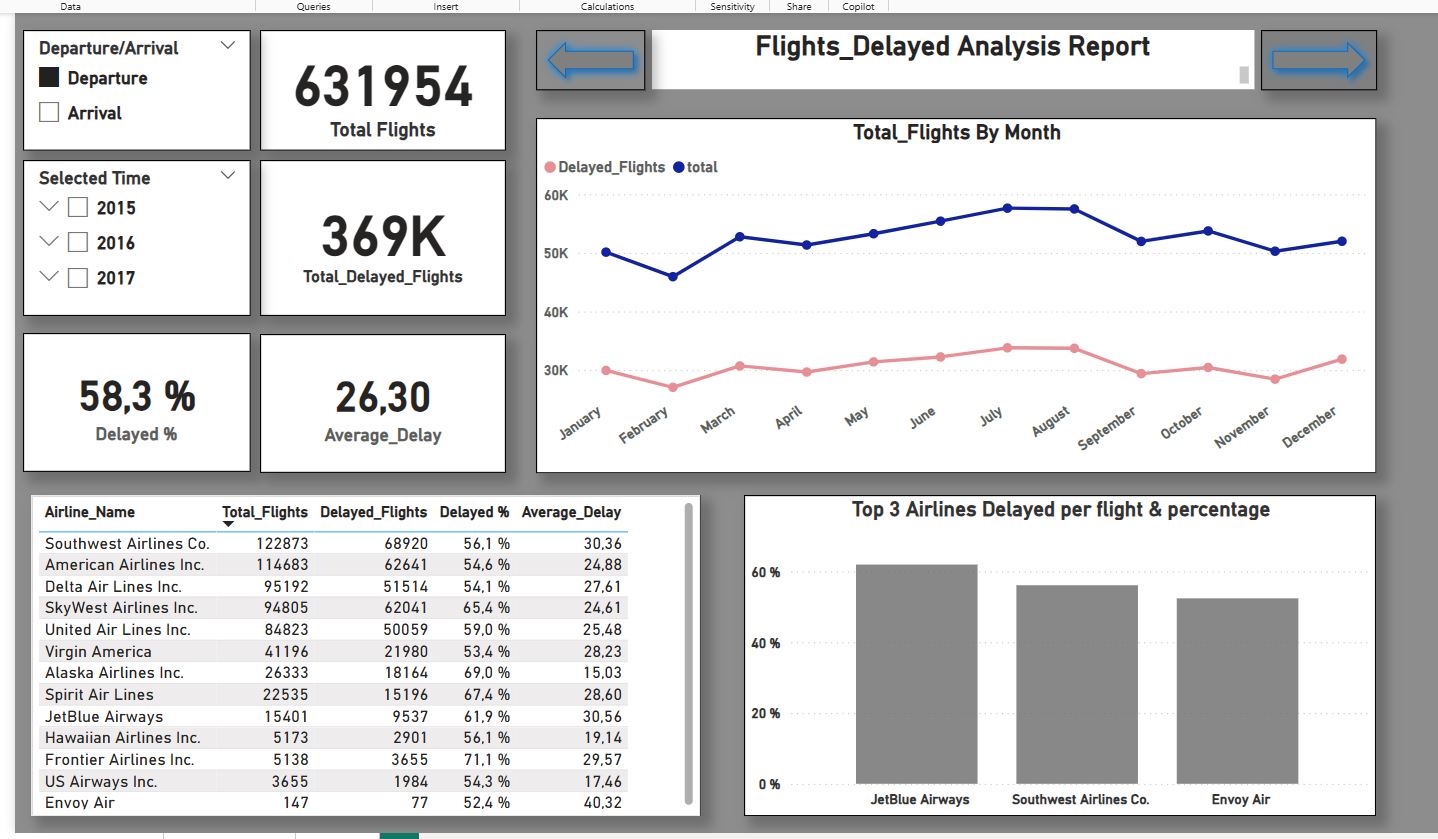 Data Queries Insert Calculations Sensitivity Share Copilot
Departure/Arrival
Departure
Arrival
631954
Total Flights
Flights_Delayed Analysis Report
Selected Time
2015
2016
2017
369K
Total_Delayed_Flights
58,3 %
Delayed %
26,30
Average_Delay
Total_Flights By Month
Delayed_Flights total
60K
50K
40K
30K
January February March April May June July August September October November December
Airline_Name Total_Flights Delayed_Flights Delayed % Average_Delay
Southwest Airlines Co. 122873 68920 56,1 % 30,36
American Airlines Inc. 114683 62641 54,6 % 24,88
Delta Air Lines Inc. 95192 51514 54,1 % 27,61
SkyWest Airlines Inc. 94805 62041 65,4 % 24,61
United Air Lines Inc. 84823 50059 59,0 % 25,48
Virgin America 41196 21980 53,4 % 28,23
Alaska Airlines Inc. 26333 18164 69,0 % 15,03
Spirit Air Lines 22535 15196 67,4 % 28,60
JetBlue Airways 15401 9537 61,9 % 30,56
Hawaiian Airlines Inc. 5173 2901 56,1 % 19,14
Frontier Airlines Inc. 5138 3655 71,1 % 29,57
US Airways Inc. 3655 1984 54,3 % 17,46
Envoy Air 147 77 52,4 % 40,32
Top 3 Airlines Delayed per flight & percentage
60 %
40 %
20 %
0 %
JetBlue Airways Southwest Airlines Co. Envoy Air